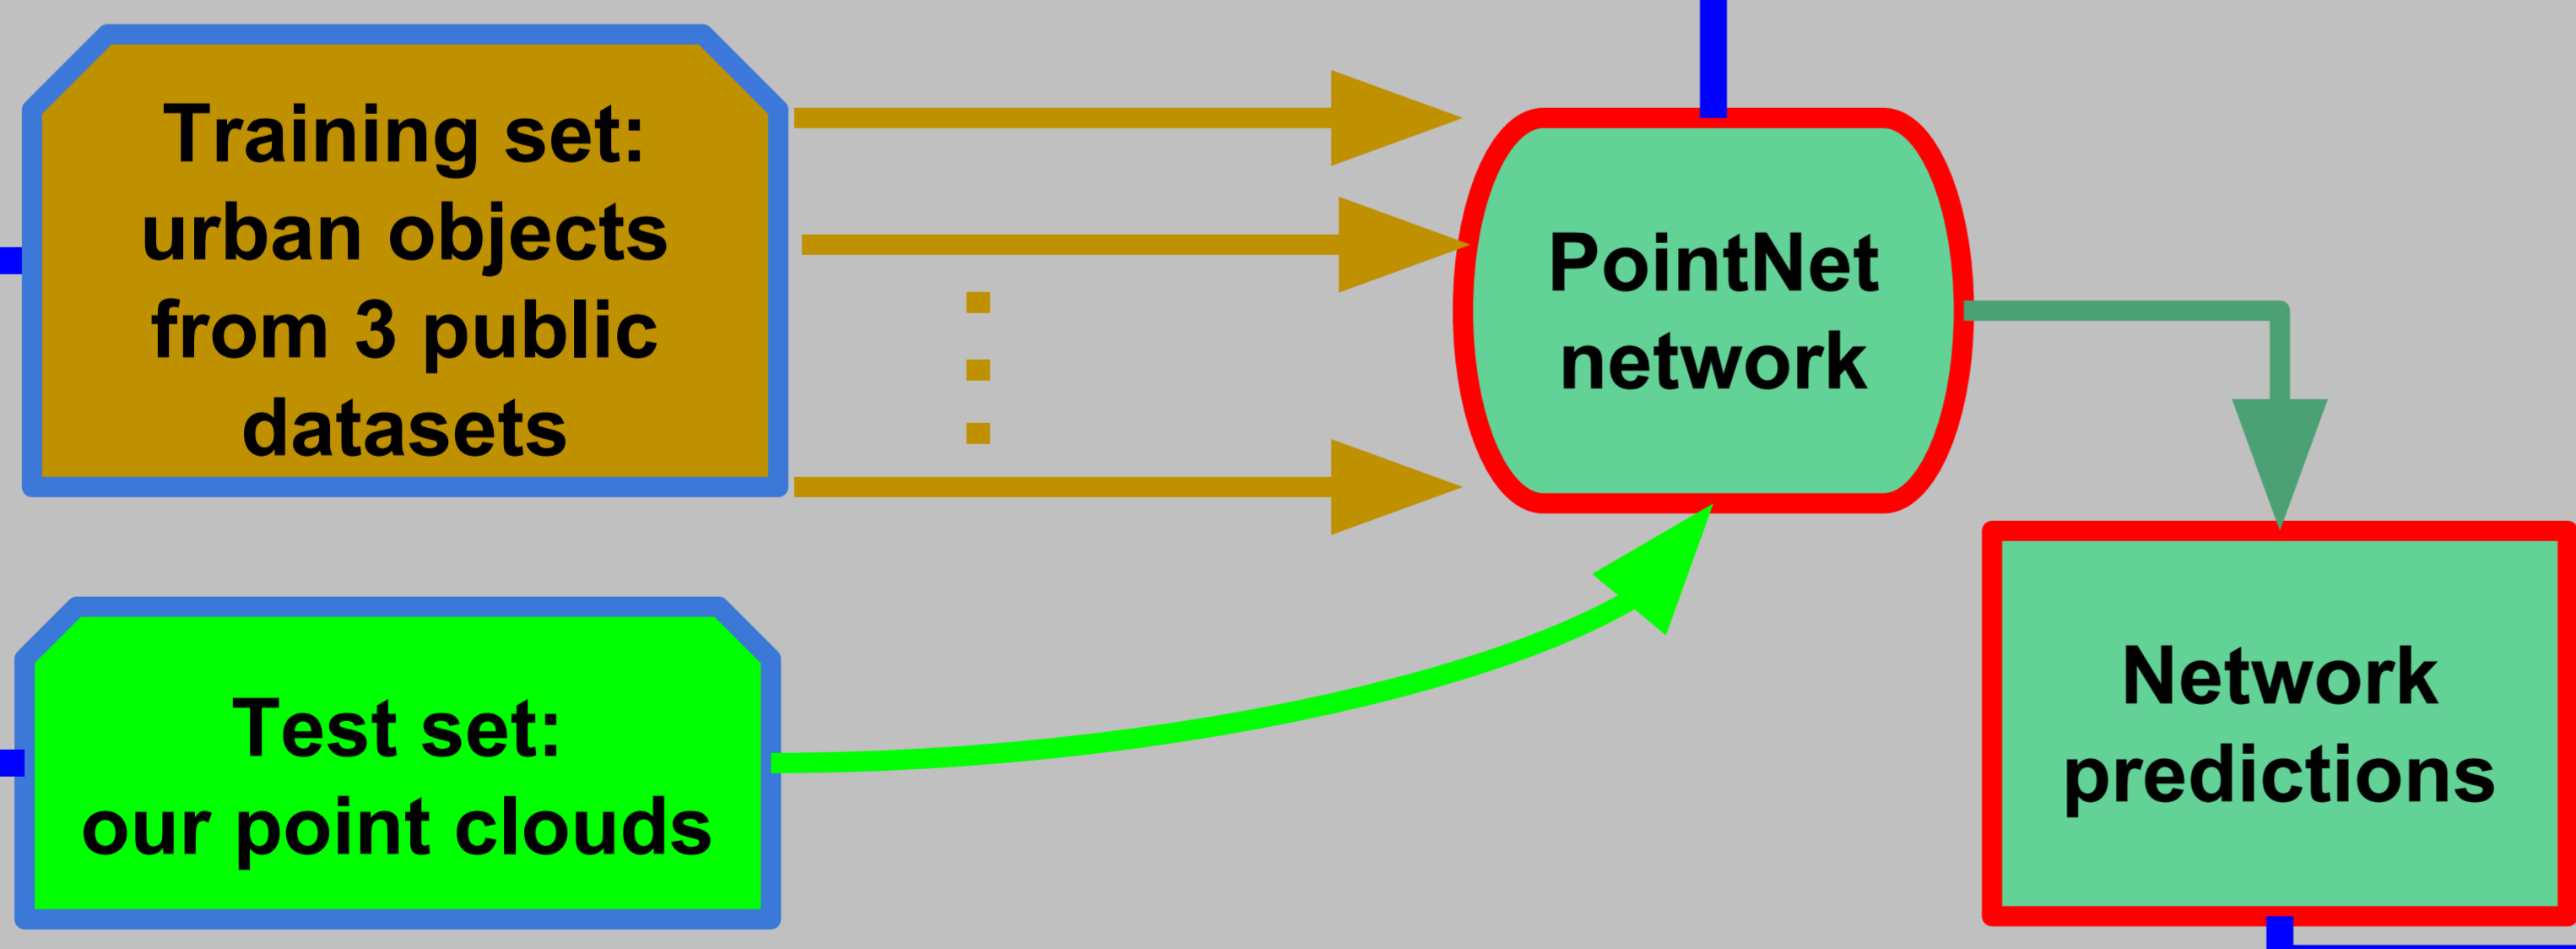 Training set:
urban objects
from 3 public
datasets
PointNet
network
Test set:
our point clouds
Network
predictions